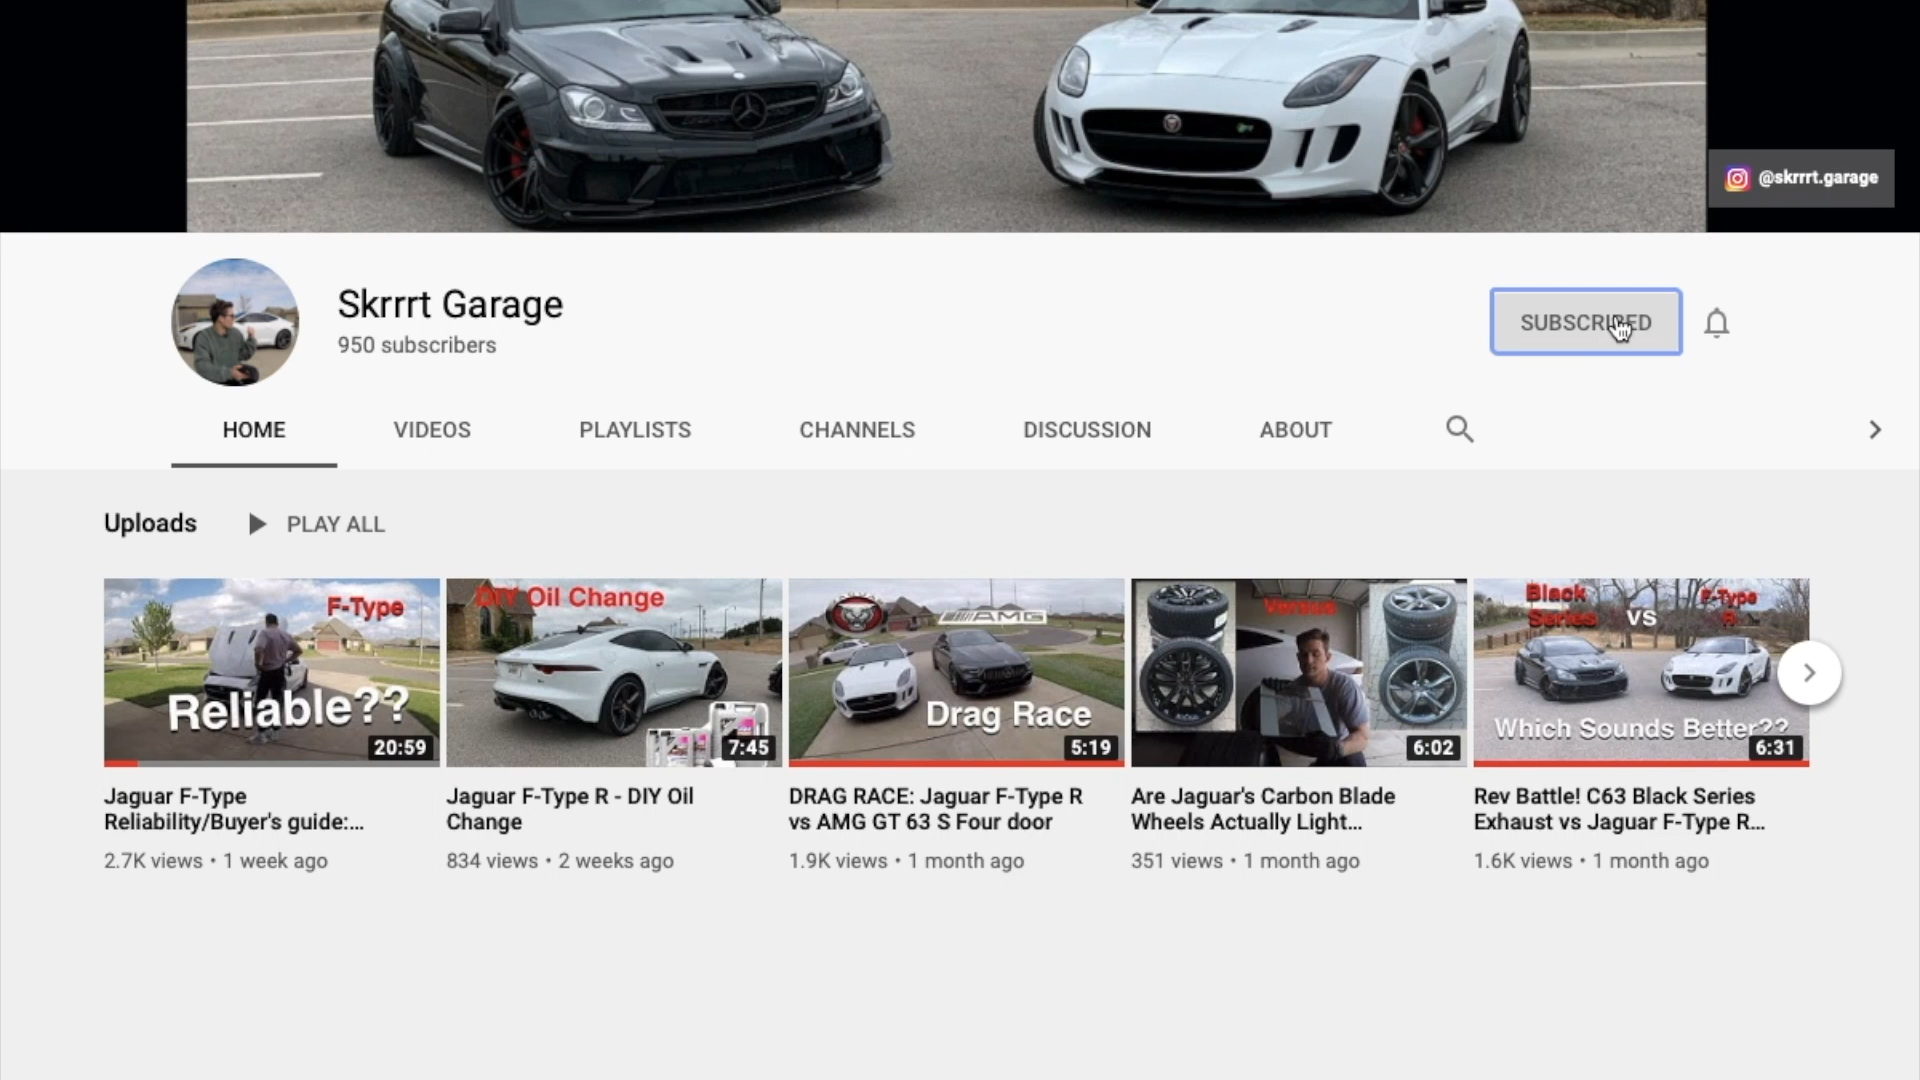 @skrrrt.garage
Skrrrt Garage
950 subscribers
SUBSCRIBED
HOME VIDEOS PLAYLISTS CHANNELS DISCUSSION ABOUT
Uploads PLAY ALL
F-Type
Reliable??
20:59
DIY Oil Change
7:45
AMG
Drag Race
5:19
Versus
6:02
Black
Series VS F-Type
R
Which Sounds Better??
6:31
Jaguar F-Type
Reliability/Buyer's guide:...
2.7K views • 1 week ago
Jaguar F-Type R - DIY Oil
Change
834 views • 2 weeks ago
DRAG RACE: Jaguar F-Type R
vs AMG GT 63 S Four door
1.9K views • 1 month ago
Are Jaguar's Carbon Blade
Wheels Actually Light...
351 views • 1 month ago
Rev Battle! C63 Black Series
Exhaust vs Jaguar F-Type R...
1.6K views • 1 month ago